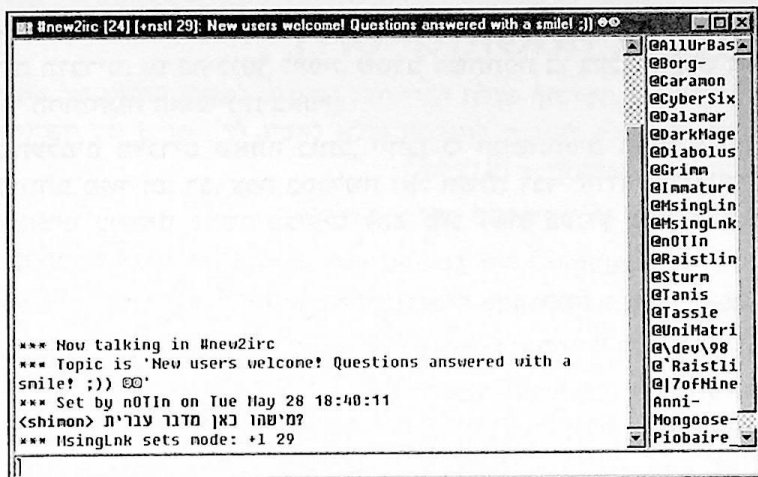 #new2irc [24] [+nstl 29]: New users welcome! Questions answered with a smile! ;))
*** Now talking in #new2irc
*** Topic is 'New users welcome! Questions answered with a
smile! ;))'
*** Set by nOTIn on Tue May 28 18:40:11
<shimon> מישהו כאן מדבר עברית?
*** MsingLnk sets mode: +l 29
@AllUrBas
@Borg-
@Caramon
@CyberSix
@Dalamar
@DarkMage
@Diabolus
@Grimm
@Immature
@MsingLin
@MsingLnk
@nOTIn
@Raistlin
@Sturm
@Tanis
@Tassle
@UniMatri
@\dev\98
@`Raistli
@|7ofNine
Anni-
Mongoose-
Piobaire